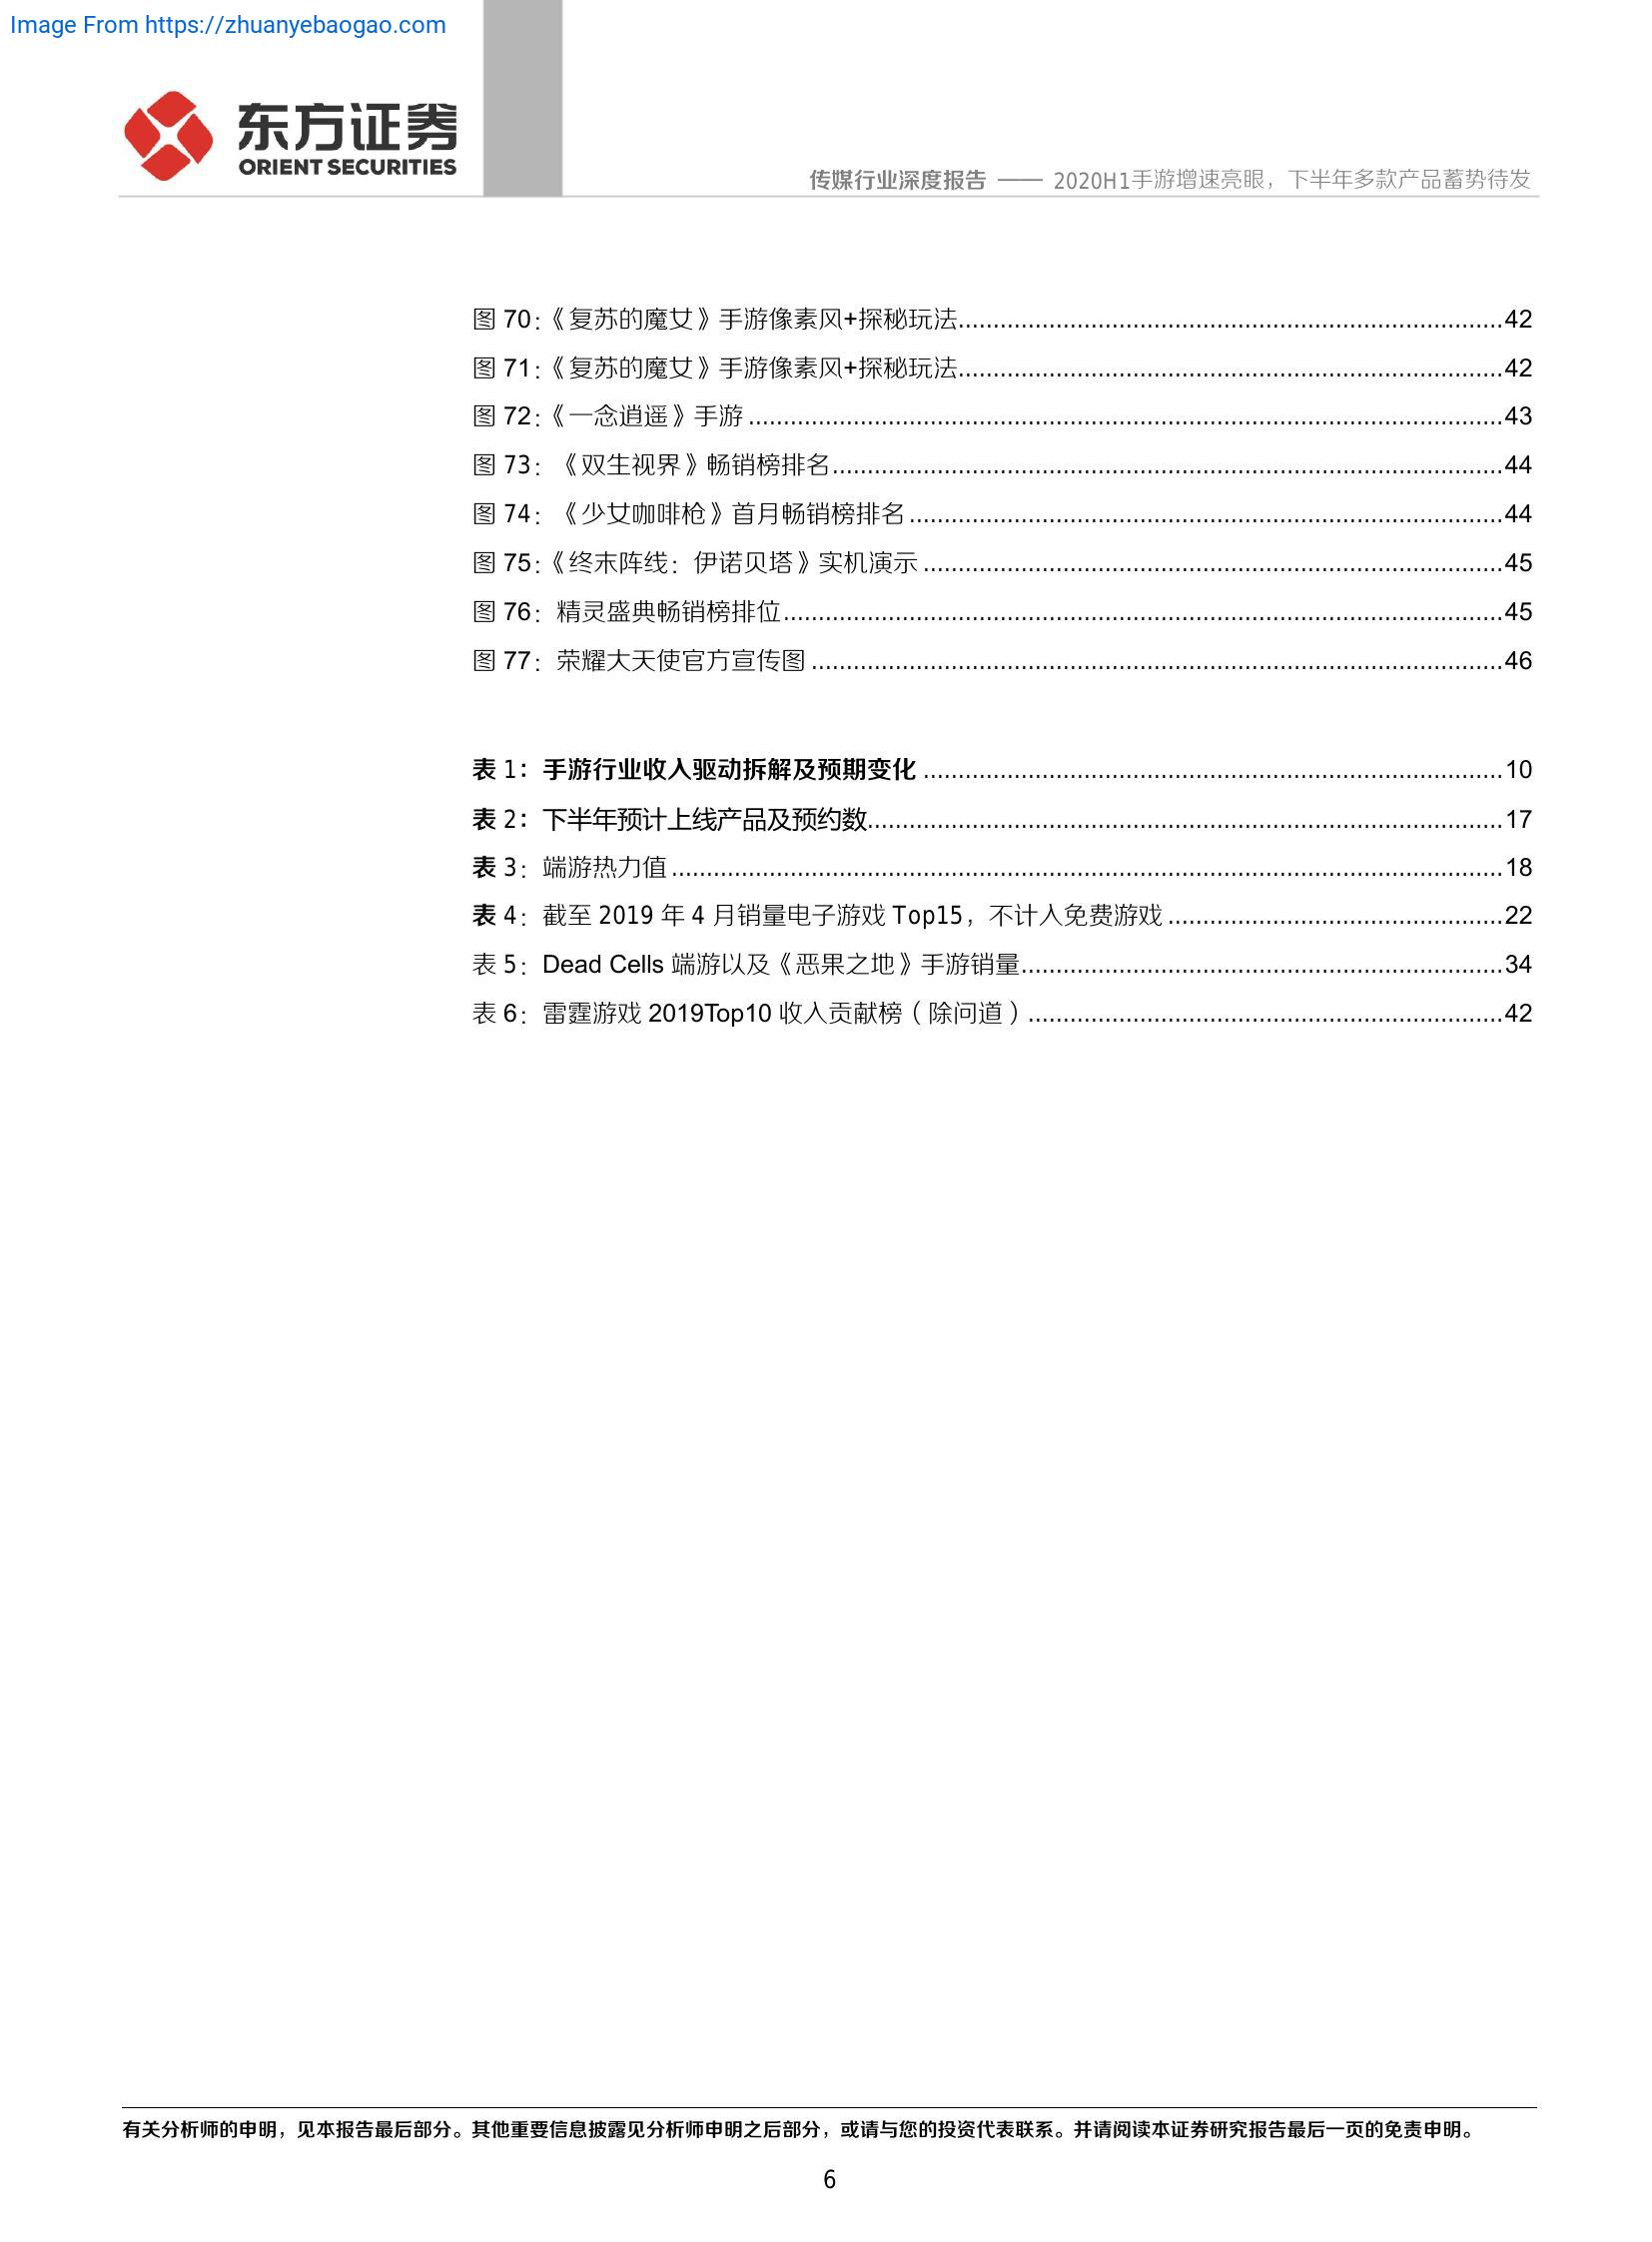 Image From https://zhuanyebaogao.com
东方证券
ORIENT SECURITIES
传媒行业深度报告 —— 2020H1手游增速亮眼，下半年多款产品蓄势待发
图 70:《复苏的魔女》手游像素风+探秘玩法..............................................................................42
图 71:《复苏的魔女》手游像素风+探秘玩法..............................................................................42
图 72:《一念逍遥》手游 ............................................................................................................43
图 73：《双生视界》畅销榜排名................................................................................................44
图 74：《少女咖啡枪》首月畅销榜排名 .....................................................................................44
图 75:《终末阵线：伊诺贝塔》实机演示 ...................................................................................45
图 76：精灵盛典畅销榜排位.......................................................................................................45
图 77：荣耀大天使官方宣传图 ...................................................................................................46
表 1：手游行业收入驱动拆解及预期变化 ...................................................................................10
表 2：下半年预计上线产品及预约数...........................................................................................17
表 3：端游热力值 .......................................................................................................................18
表 4：截至 2019 年 4 月销量电子游戏 Top15，不计入免费游戏 ................................................22
表 5：Dead Cells 端游以及《恶果之地》手游销量.....................................................................34
表 6：雷霆游戏 2019Top10 收入贡献榜（除问道）....................................................................42
有关分析师的申明，见本报告最后部分。其他重要信息披露见分析师申明之后部分，或请与您的投资代表联系。并请阅读本证券研究报告最后一页的免责申明。
6